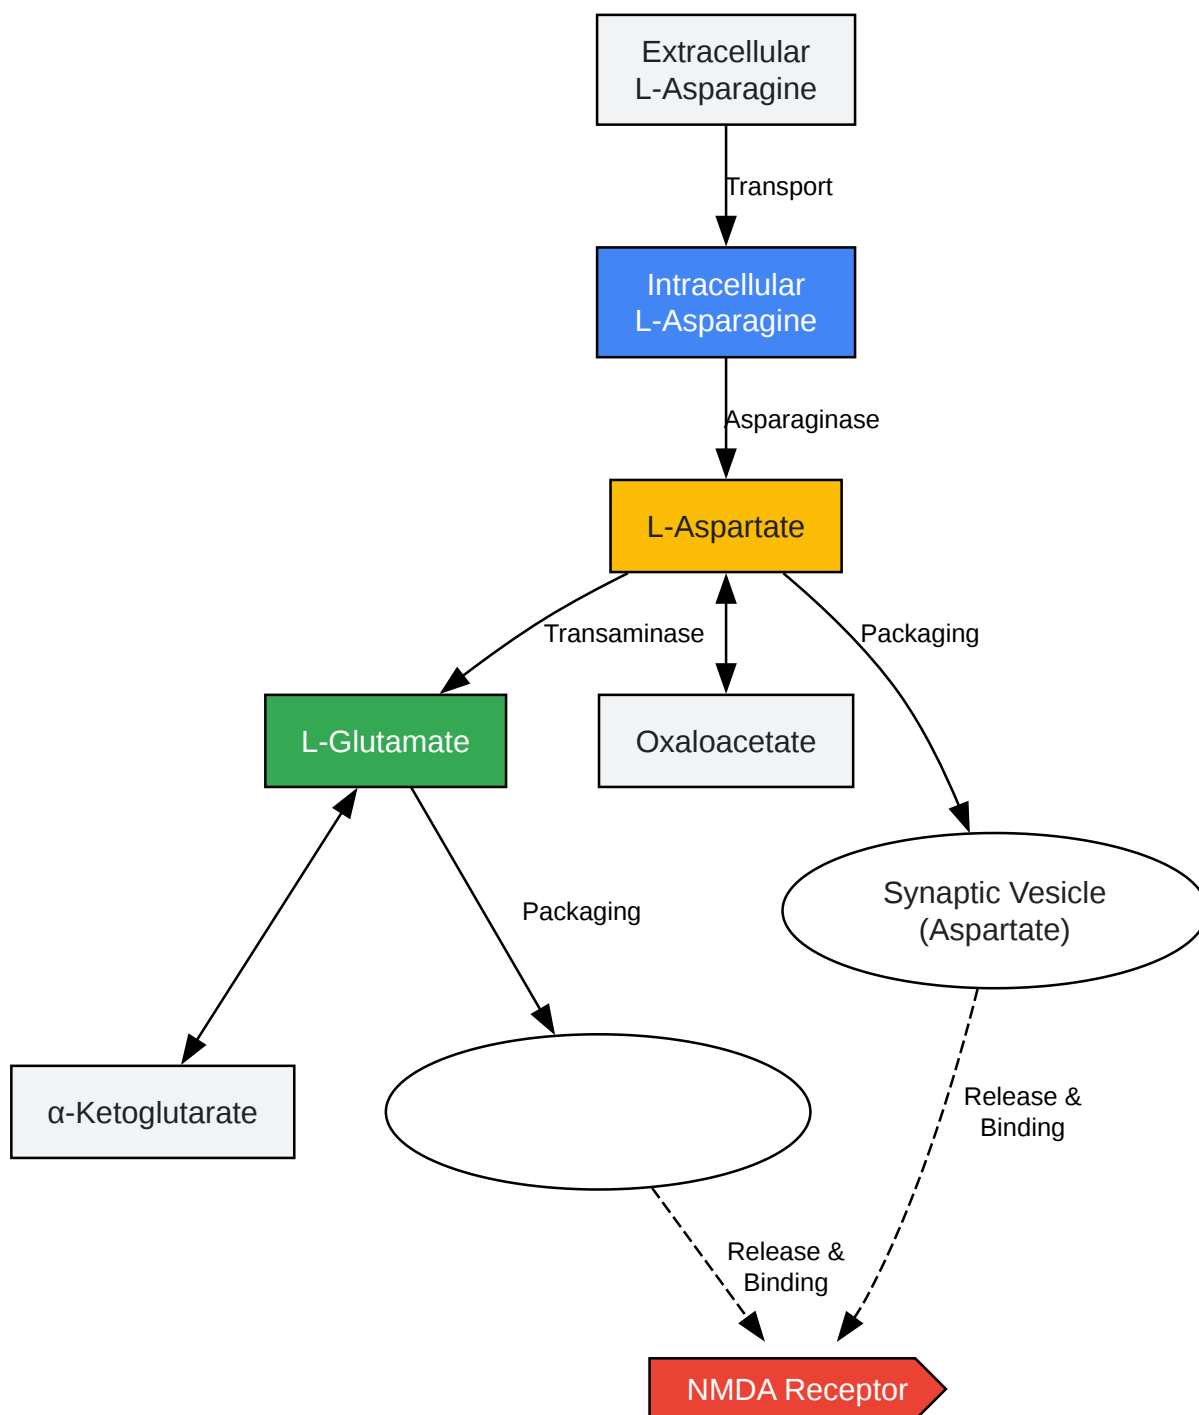 Extracellular
L-Asparagine
Transport
Intracellular
L-Asparagine
Asparaginase
L-Aspartate
Transaminase
Packaging
L-Glutamate
Oxaloacetate
Synaptic Vesicle
(Aspartate)
Packaging
α-Ketoglutarate
Release &
Binding
Release &
Binding
NMDA Receptor